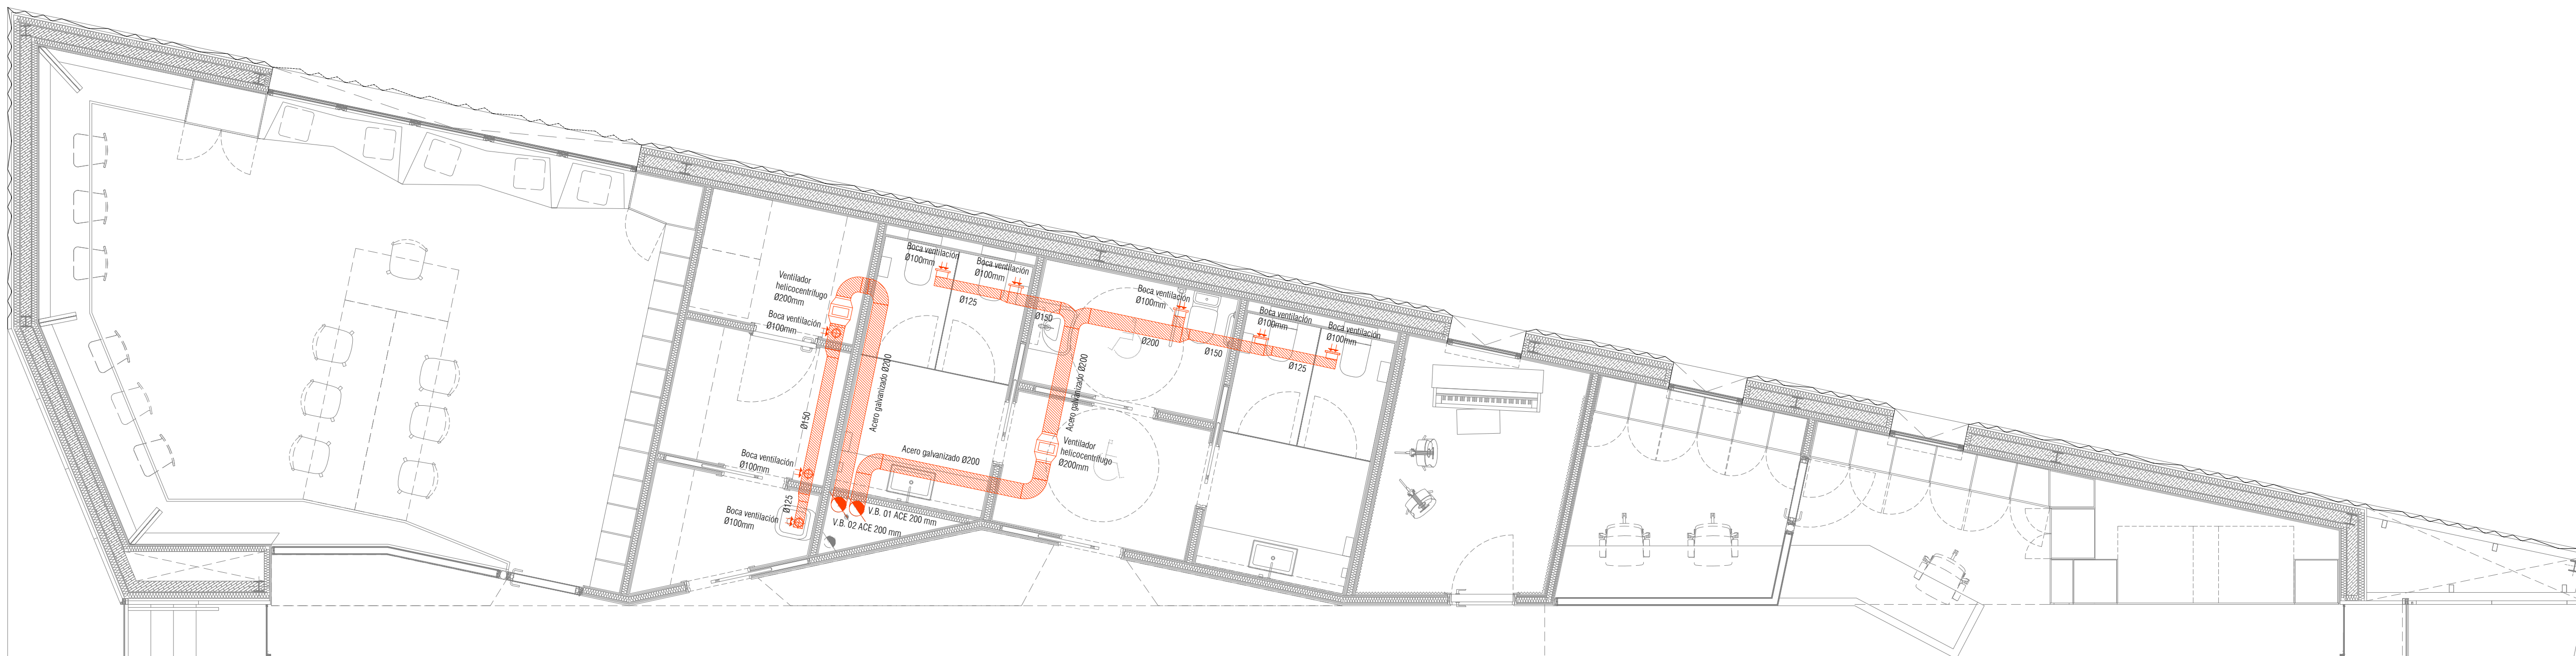 Boca ventilación
Ø100mm
Boca ventilación
Ø100mm
Ø125
Ø150
Ventilador
helicocentrífugo
Ø200mm
Boca ventilación
Ø100mm
Boca ventilación
Ø100mm
Ø200
Ø150
Boca ventilación
Ø100mm
Boca ventilación
Ø100mm
Ø125
Acero galvanizado Ø200
Acero galvanizado Ø200
Ø150
Ventilador
helicocentrífugo
Ø200mm
Acero galvanizado Ø200
Boca ventilación
Ø100mm
Ø125
Boca ventilación
Ø100mm
V.B. 01 ACE 200 mm
V.B. 02 ACE 200 mm